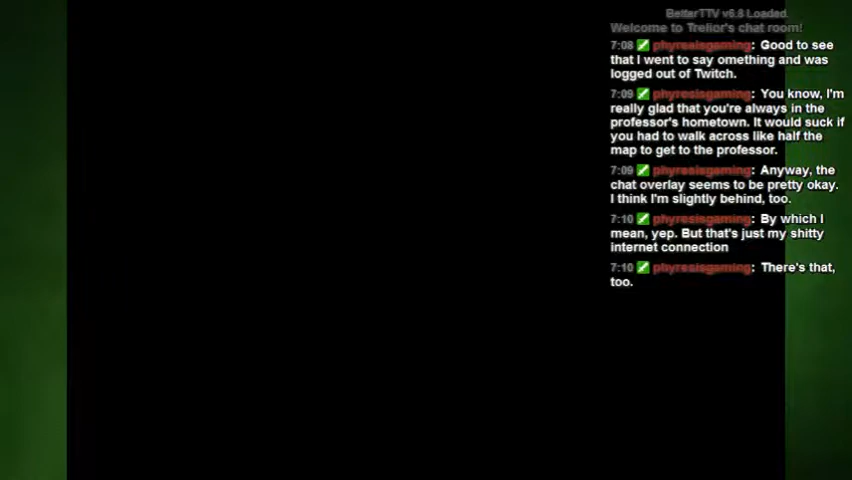 BetterTTV v6.8 Loaded.
Welcome to Trelior's chat room!
7:08 phyresisgaming: Good to see
that I went to say omething and was
logged out of Twitch.
7:09 phyresisgaming: You know, I'm
really glad that you're always in the
professor's hometown. It would suck if
you had to walk across like half the
map to get to the professor.
7:09 phyresisgaming: Anyway, the
chat overlay seems to be pretty okay.
I think I'm slightly behind, too.
7:10 phyresisgaming: By which I
mean, yep. But that's just my shitty
internet connection
7:10 phyresisgaming: There's that,
too.